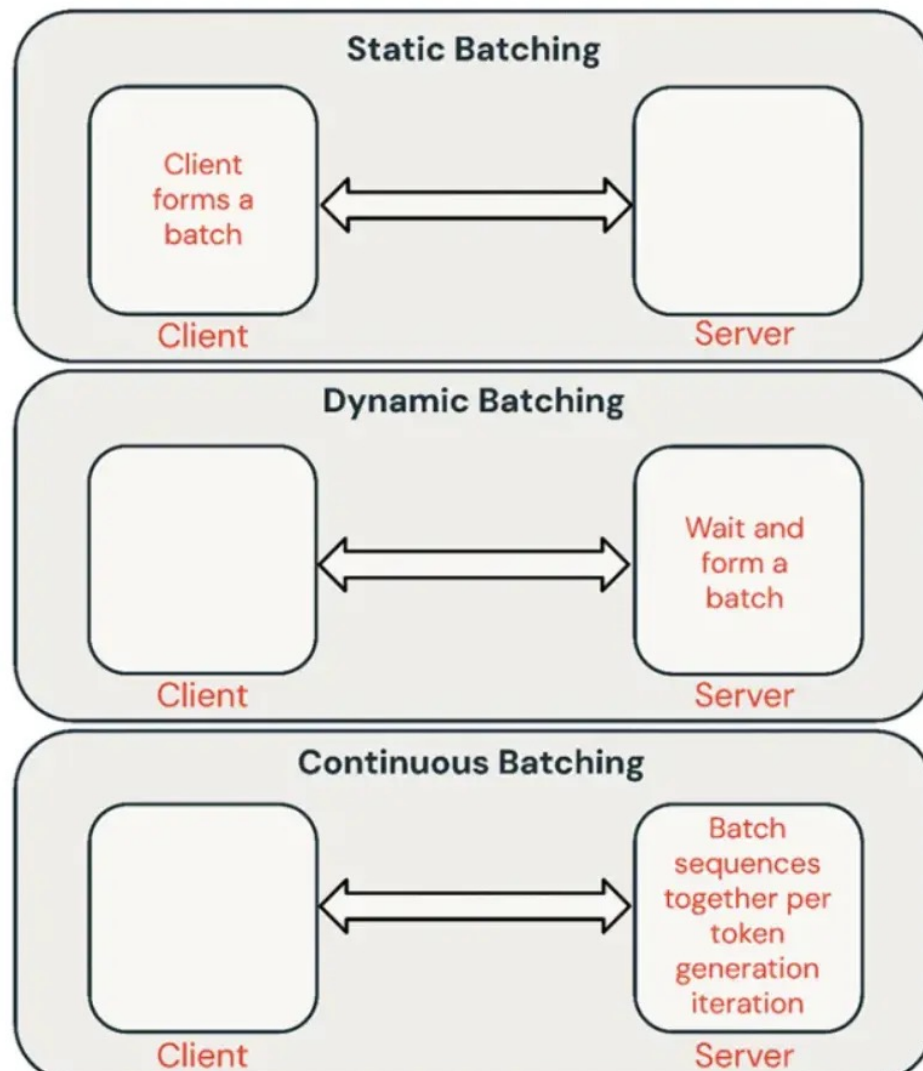 Static Batching
Client
forms a
batch
Client
Server
Dynamic Batching
Wait and
form a
batch
Client
Server
Continuous Batching
Batch
sequences
together per
token
generation
iteration
Client
Server